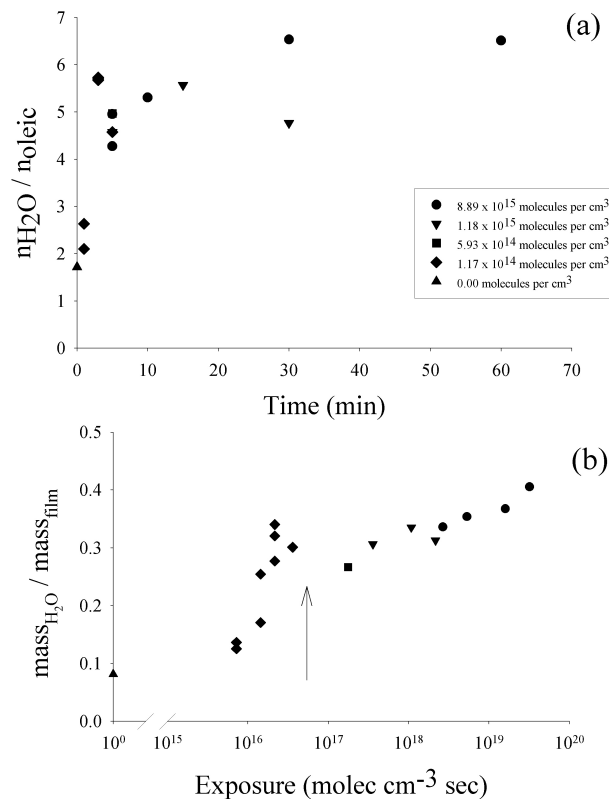 (a)
7
6
5
4
3
2
1
0
nH2O / noleic
8.89 x 10^15 molecules per cm^3
1.18 x 10^15 molecules per cm^3
5.93 x 10^14 molecules per cm^3
1.17 x 10^14 molecules per cm^3
0.00 molecules per cm^3
0 10 20 30 40 50 60 70
Time (min)
(b)
0.5
0.4
0.3
0.2
0.1
0.0
massH2O / massfilm
10^0 10^15 10^16 10^17 10^18 10^19 10^20
Exposure (molec cm^-3 sec)